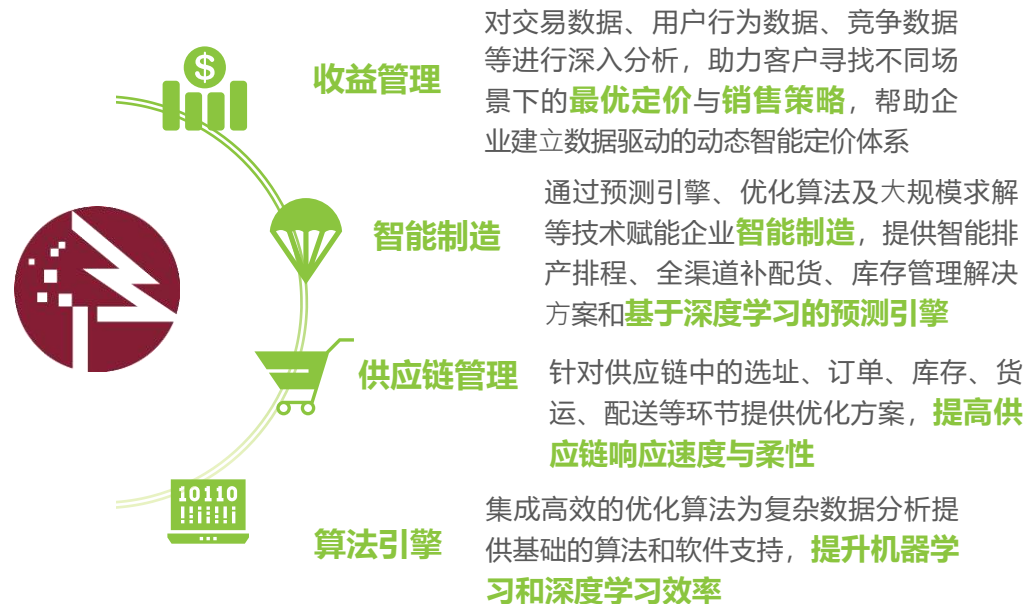 收益管理
对交易数据、用户行为数据、竞争数据
等进行深入分析，助力客户寻找不同场
景下的最优定价与销售策略，帮助企
业建立数据驱动的动态智能定价体系
智能制造
通过预测引擎、优化算法及大规模求解
等技术赋能企业智能制造，提供智能排
产排程、全渠道补配货、库存管理解决
方案和基于深度学习的预测引擎
供应链管理
针对供应链中的选址、订单、库存、货
运、配送等环节提供优化方案，提高供
应链响应速度与柔性
10110
算法引擎
集成高效的优化算法为复杂数据分析提
供基础的算法和软件支持，提升机器学
习和深度学习效率